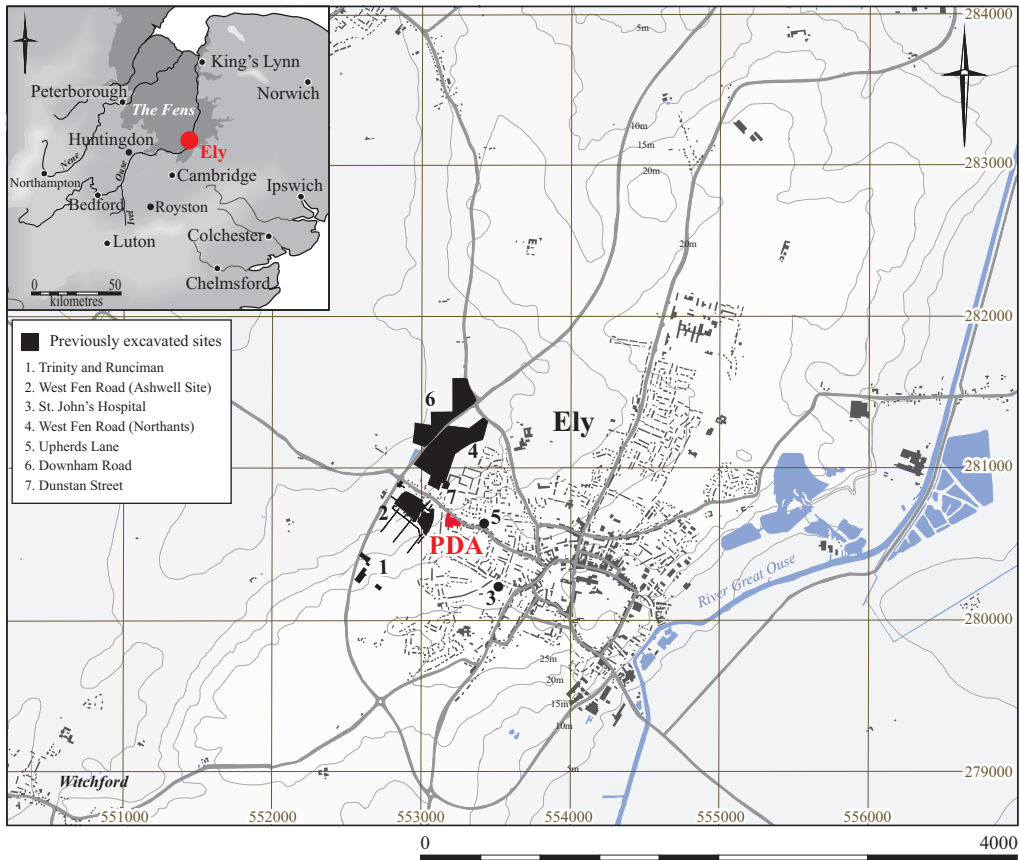 284000
5m
King's Lynn
Norwich
Peterborough
The Fens
10m
15m
20m
283000
Huntingdon
Ely
Nene
Ouse
Northampton
Cambridge
Ipswich
Bedford
Ivel
Royston
20m
Luton
Colchester
Chelmsford
0 50
kilometres
282000
Previously excavated sites
1. Trinity and Runciman
2. West Fen Road (Ashwell Site)
3. St. John's Hospital
4. West Fen Road (Northants)
5. Upherds Lane
6. Downham Road
7. Dunstan Street
6
Ely
4
281000
7
2
5
PDA
1
3
River Great Ouse
280000
25m
20m
15m
10m
5m
279000
Witchford
551000 552000 553000 554000 555000 556000
0 4000